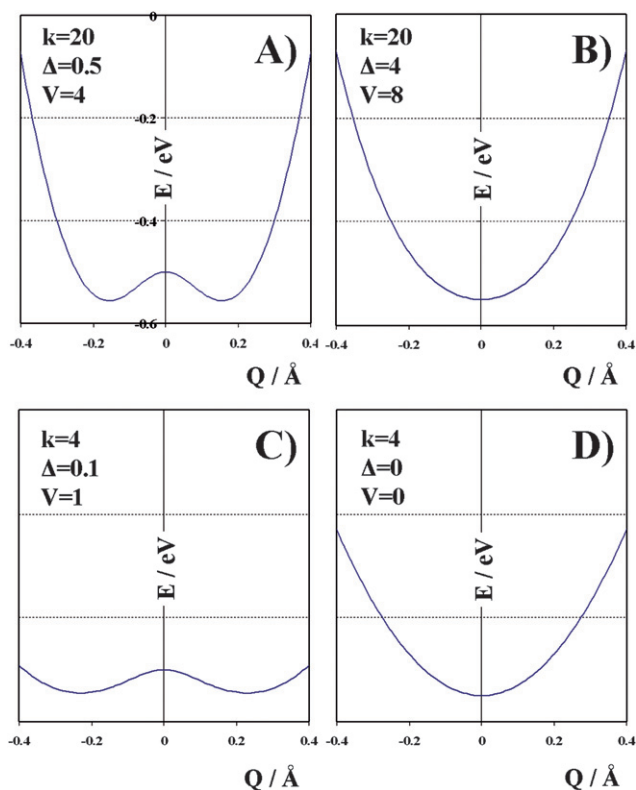 k=20
Δ=0.5
V=4
A)
0
-0.2
-0.4
-0.6
E / eV
-0.4
-0.2
0
0.2
0.4
Q / Å
k=20
Δ=4
V=8
B)
E / eV
-0.4
-0.2
0
0.2
0.4
Q / Å
k=4
Δ=0.1
V=1
C)
E / eV
-0.4
-0.2
0
0.2
0.4
Q / Å
k=4
Δ=0
V=0
D)
E / eV
-0.4
-0.2
0
0.2
0.4
Q / Å